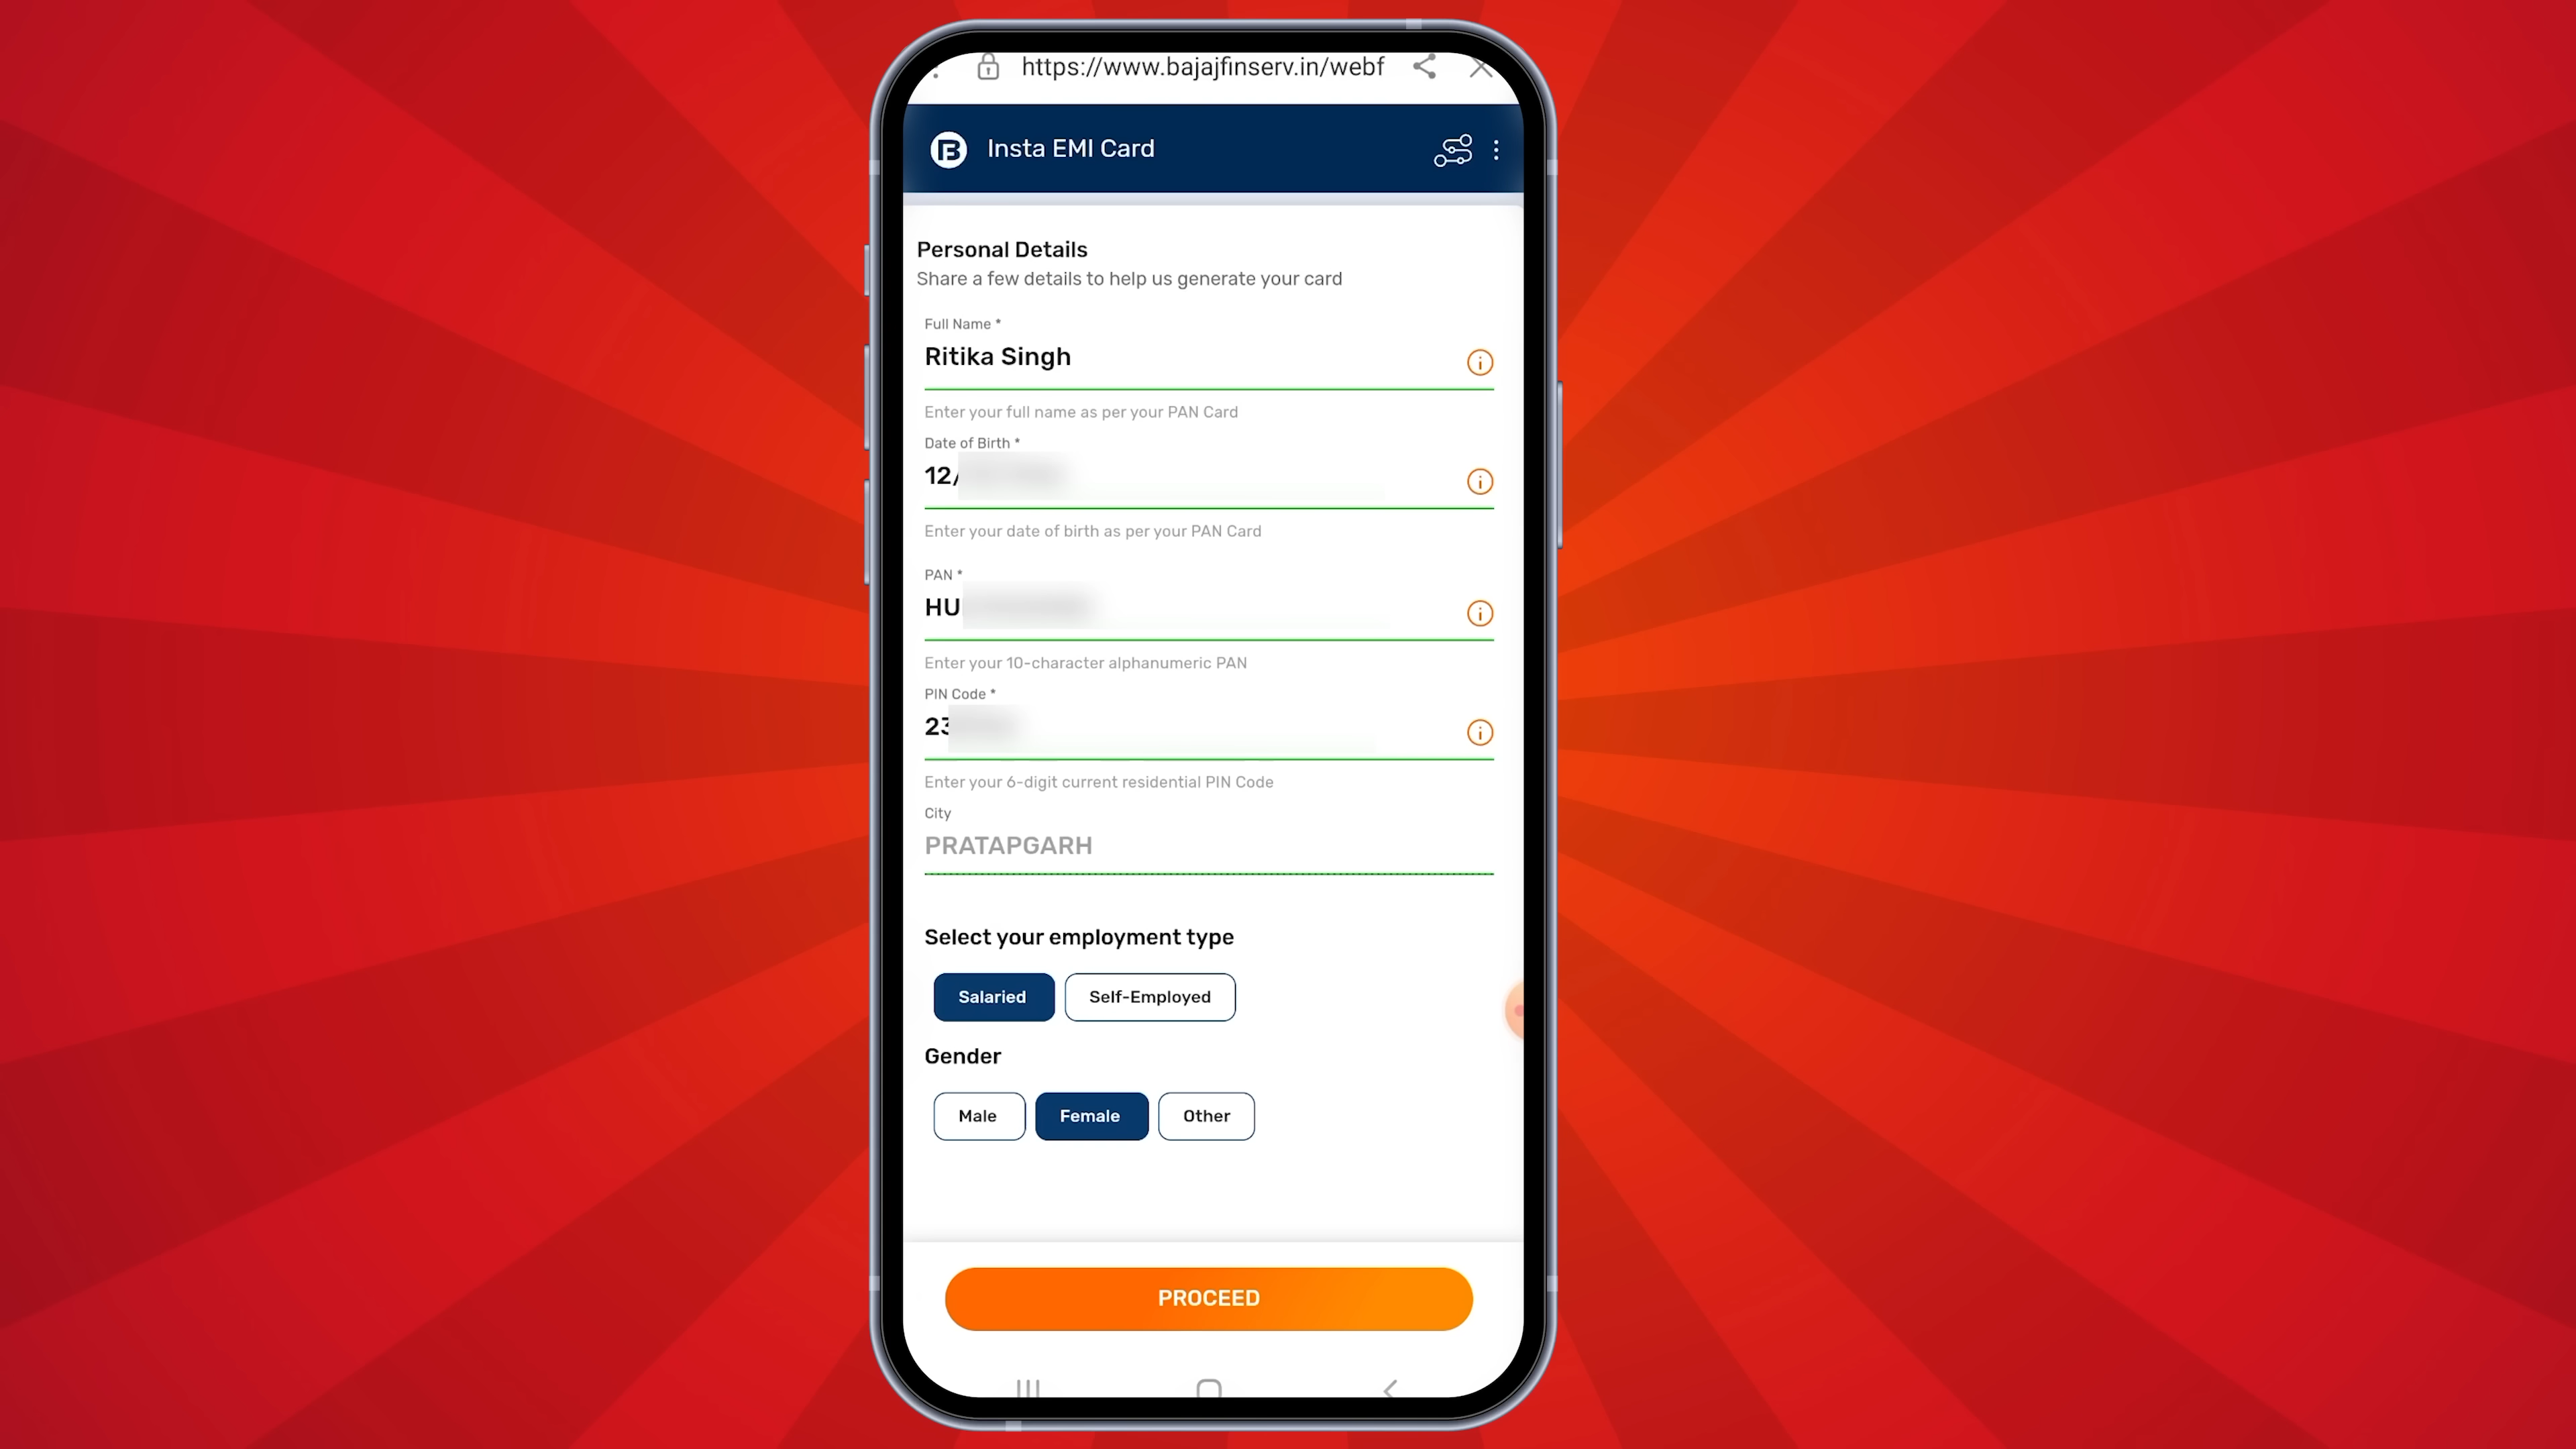 https://www.bajajfinserv.in/webf
Insta EMI Card
Personal Details
Share a few details to help us generate your card
Full Name *
Ritika Singh
Enter your full name as per your PAN Card
Date of Birth *
12/
Enter your date of birth as per your PAN Card
PAN *
HU
Enter your 10-character alphanumeric PAN
PIN Code *
23
Enter your 6-digit current residential PIN Code
City
PRATAPGARH
Select your employment type
Salaried Self-Employed
Gender
Male Female Other
PROCEED